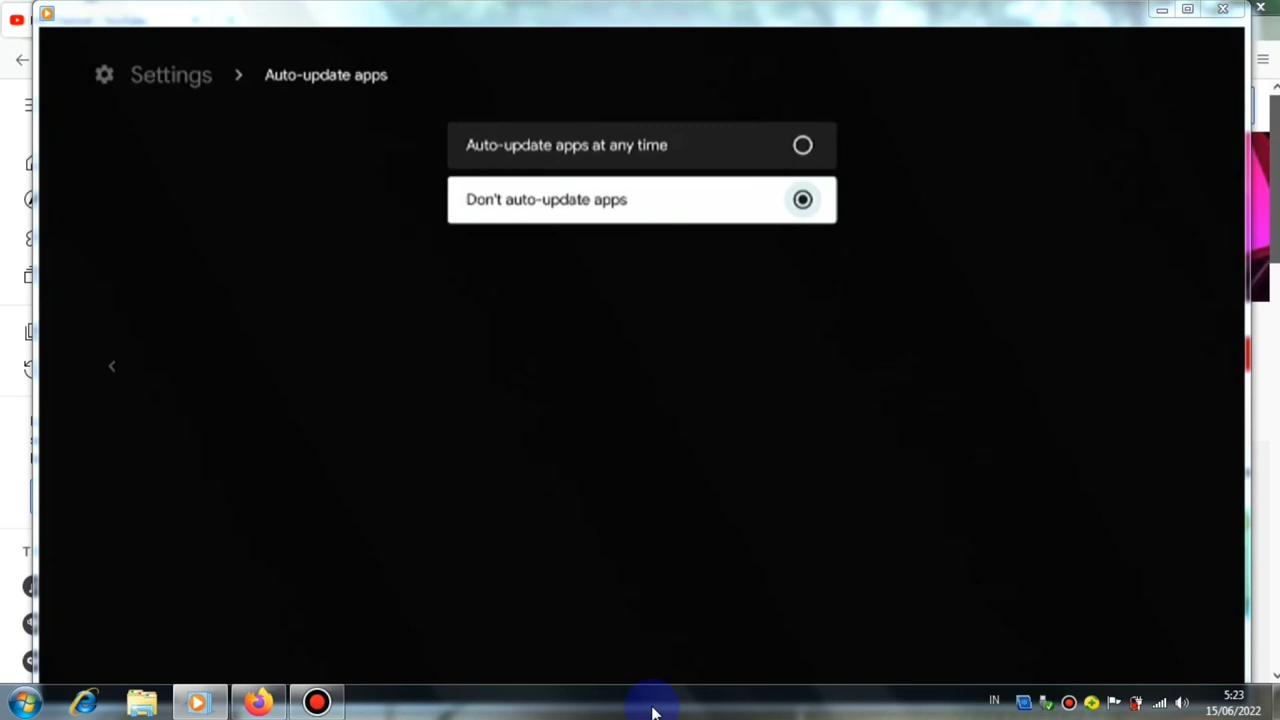 Settings > Auto-update apps
Auto-update apps at any time
Don't auto-update apps
T
IN
5:23
15/06/2022